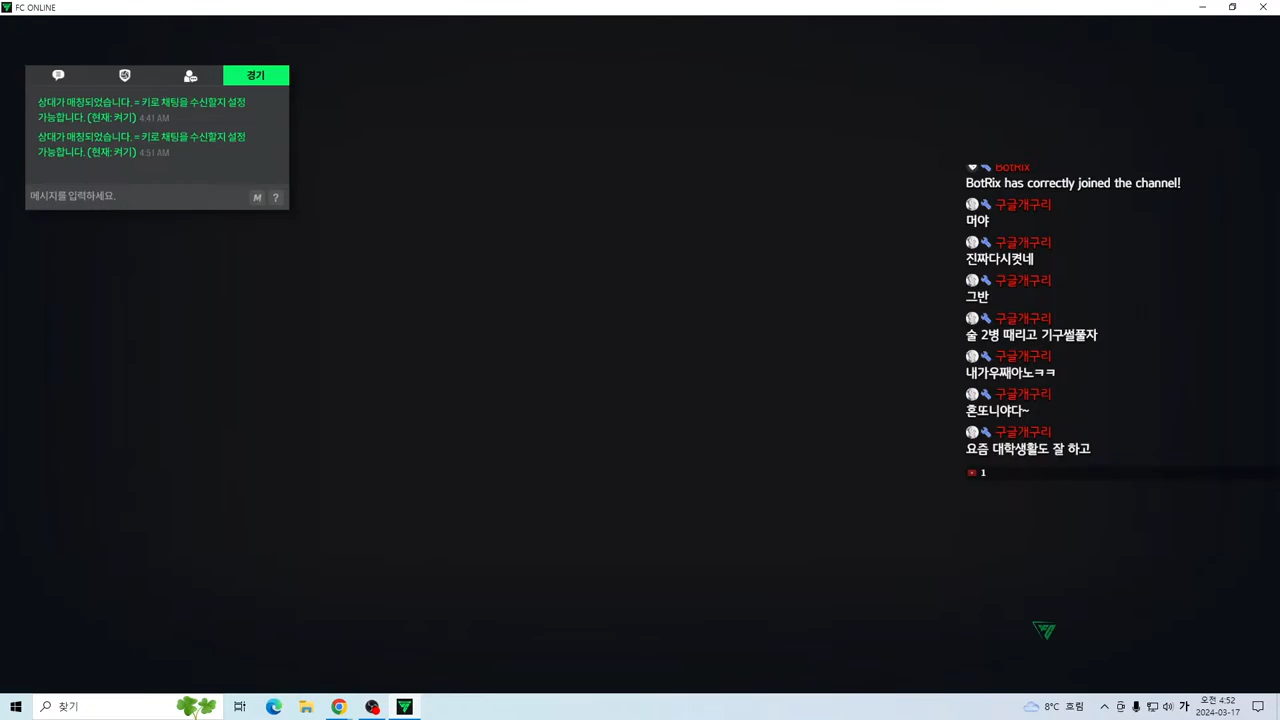 FC ONLINE
경기
상대가 매칭되었습니다. = 키로 채팅을 수신할지 설정
가능합니다. (현재: 켜기) 4:41 AM
상대가 매칭되었습니다. = 키로 채팅을 수신할지 설정
가능합니다. (현재: 켜기) 4:51 AM
메시지를 입력하세요.
M ?
BotRix
BotRix has correctly joined the channel!
구글개구리
머야
구글개구리
진짜다시켯네
구글개구리
그반
구글개구리
술 2병 때리고 기구썰풀자
구글개구리
내가우째아노ㅋㅋ
구글개구리
혼또니야다~
구글개구리
요즘 대학생활도 잘 하고
1
찾기
8°C 흐림
가
오전 4:52
2024-03-17